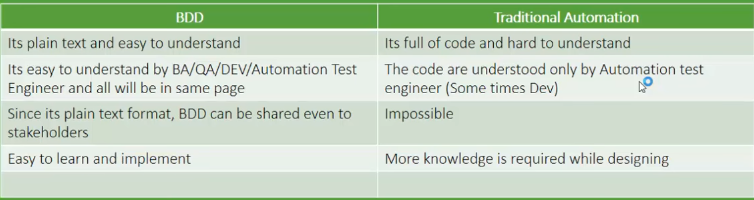 BDD
Traditional Automation
Its plain text and easy to understand
Its full of code and hard to understand
Its easy to understand by BA/QA/DEV/Automation Test
Engineer and all will be in same page
The code are understood only by Automation test
engineer (Some times Dev)
Since its plain text format, BDD can be shared even to
stakeholders
Impossible
Easy to learn and implement
More knowledge is required while designing